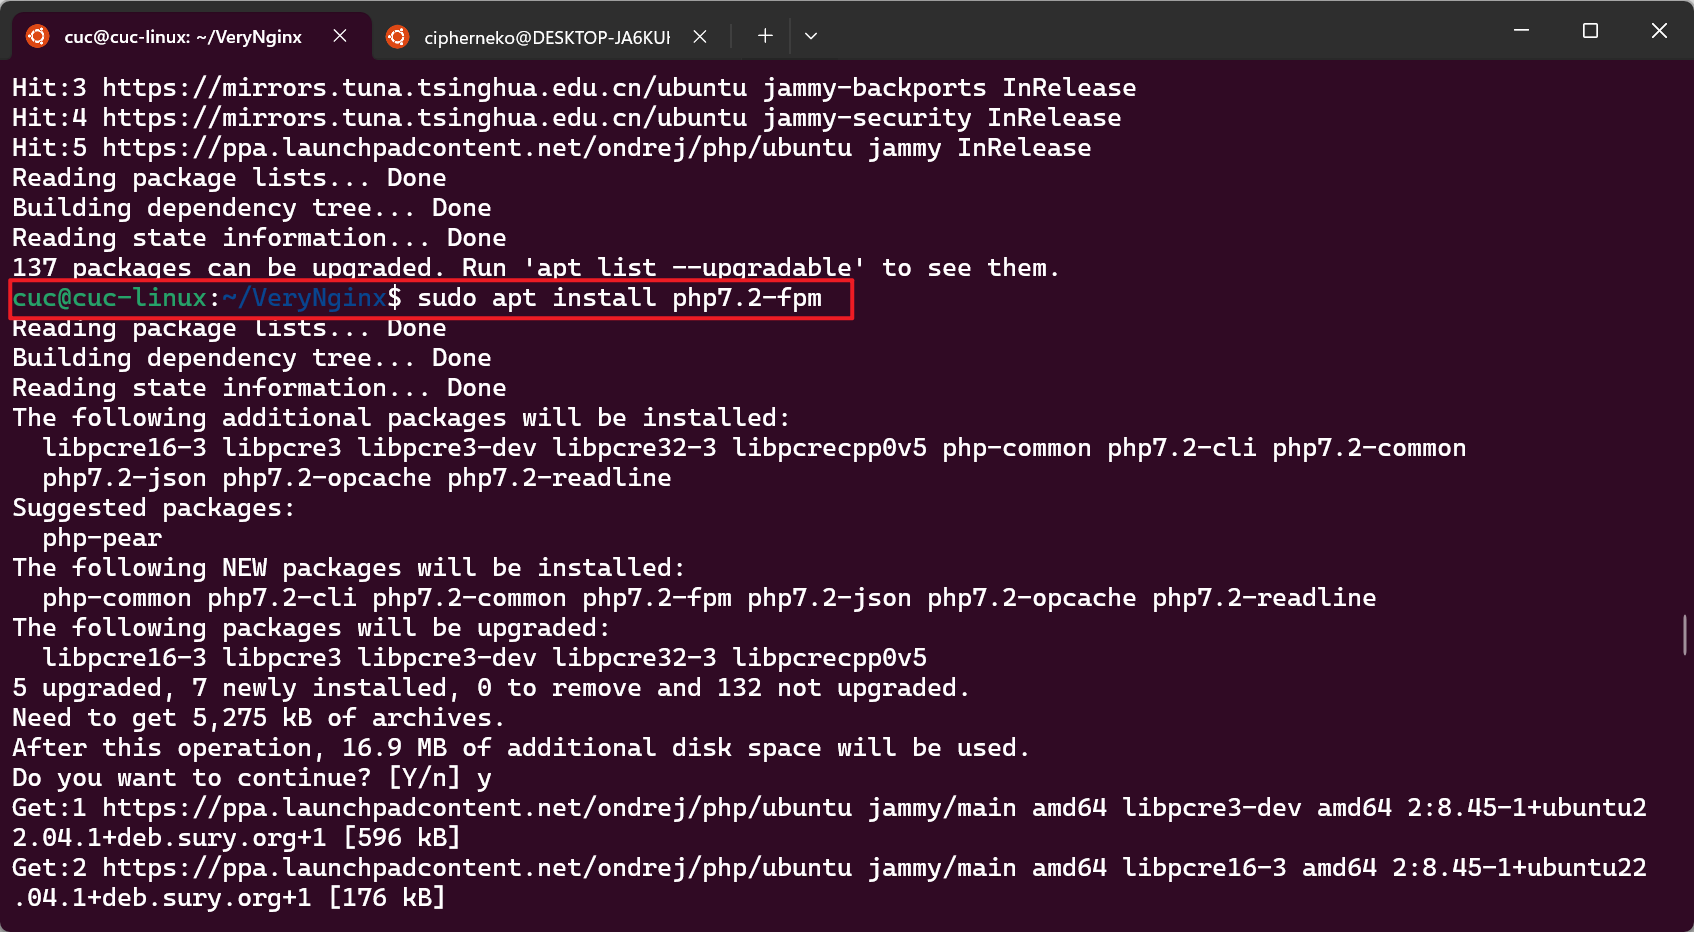 cuc@cuc-linux: ~/VeryNginx
cipherneko@DESKTOP-JA6KU
Hit:3 https://mirrors.tuna.tsinghua.edu.cn/ubuntu jammy-backports InRelease
Hit:4 https://mirrors.tuna.tsinghua.edu.cn/ubuntu jammy-security InRelease
Hit:5 https://ppa.launchpadcontent.net/ondrej/php/ubuntu jammy InRelease
Reading package lists... Done
Building dependency tree... Done
Reading state information... Done
137 packages can be upgraded. Run 'apt list --upgradable' to see them.
cuc@cuc-linux:~/VeryNginx$ sudo apt install php7.2-fpm
Reading package lists... Done
Building dependency tree... Done
Reading state information... Done
The following additional packages will be installed:
  libpcre16-3 libpcre3 libpcre3-dev libpcre32-3 libpcrecpp0v5 php-common php7.2-cli php7.2-common
  php7.2-json php7.2-opcache php7.2-readline
Suggested packages:
  php-pear
The following NEW packages will be installed:
  php-common php7.2-cli php7.2-common php7.2-fpm php7.2-json php7.2-opcache php7.2-readline
The following packages will be upgraded:
  libpcre16-3 libpcre3 libpcre3-dev libpcre32-3 libpcrecpp0v5
5 upgraded, 7 newly installed, 0 to remove and 132 not upgraded.
Need to get 5,275 kB of archives.
After this operation, 16.9 MB of additional disk space will be used.
Do you want to continue? [Y/n] y
Get:1 https://ppa.launchpadcontent.net/ondrej/php/ubuntu jammy/main amd64 libpcre3-dev amd64 2:8.45-1+ubuntu2
2.04.1+deb.sury.org+1 [596 kB]
Get:2 https://ppa.launchpadcontent.net/ondrej/php/ubuntu jammy/main amd64 libpcre16-3 amd64 2:8.45-1+ubuntu22
.04.1+deb.sury.org+1 [176 kB]